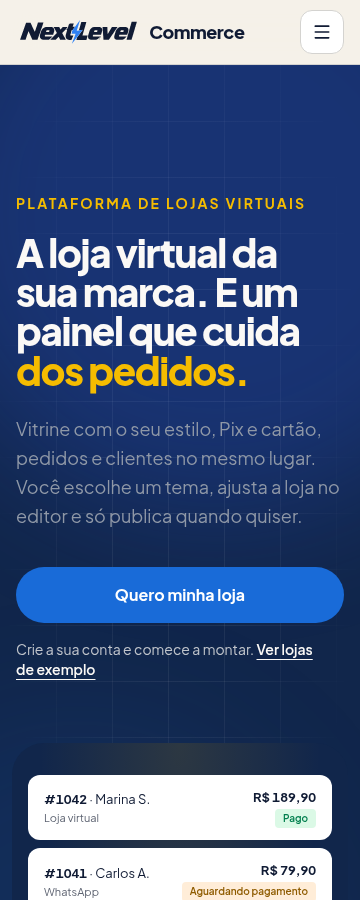 NextLevel Commerce
PLATAFORMA DE LOJAS VIRTUAIS
A loja virtual da
sua marca. E um
painel que cuida
dos pedidos.
Vitrine com o seu estilo, Pix e cartão,
pedidos e clientes no mesmo lugar.
Você escolhe um tema, ajusta a loja no
editor e só publica quando quiser.
Quero minha loja
Crie a sua conta e comece a montar. Ver lojas
de exemplo
#1042 · Marina S. R$ 189,90
Loja virtual Pago
#1041 · Carlos A. R$ 79,90
WhatsApp Aguardando pagamento